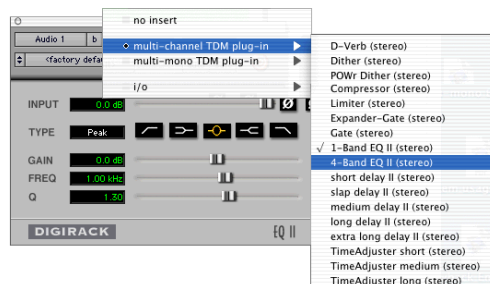 no insert
Audio 1
b
multi-channel TDM plug-in
multi-mono TDM plug-in
i/o
INPUT
0.0 dB
TYPE
Peak
GAIN
0.0 dB
FREQ
1.00 kHz
Q
1.30
DIGIRACK
EQ II
D-Verb (stereo)
Dither (stereo)
POWr Dither (stereo)
Compressor (stereo)
Limiter (stereo)
Expander-Gate (stereo)
Gate (stereo)
√ 1-Band EQ II (stereo)
4-Band EQ II (stereo)
short delay II (stereo)
slap delay II (stereo)
medium delay II (stereo)
long delay II (stereo)
extra long delay II (stereo)
TimeAdjuster short (stereo)
TimeAdjuster medium (stereo)
TimeAdjuster long (stereo)